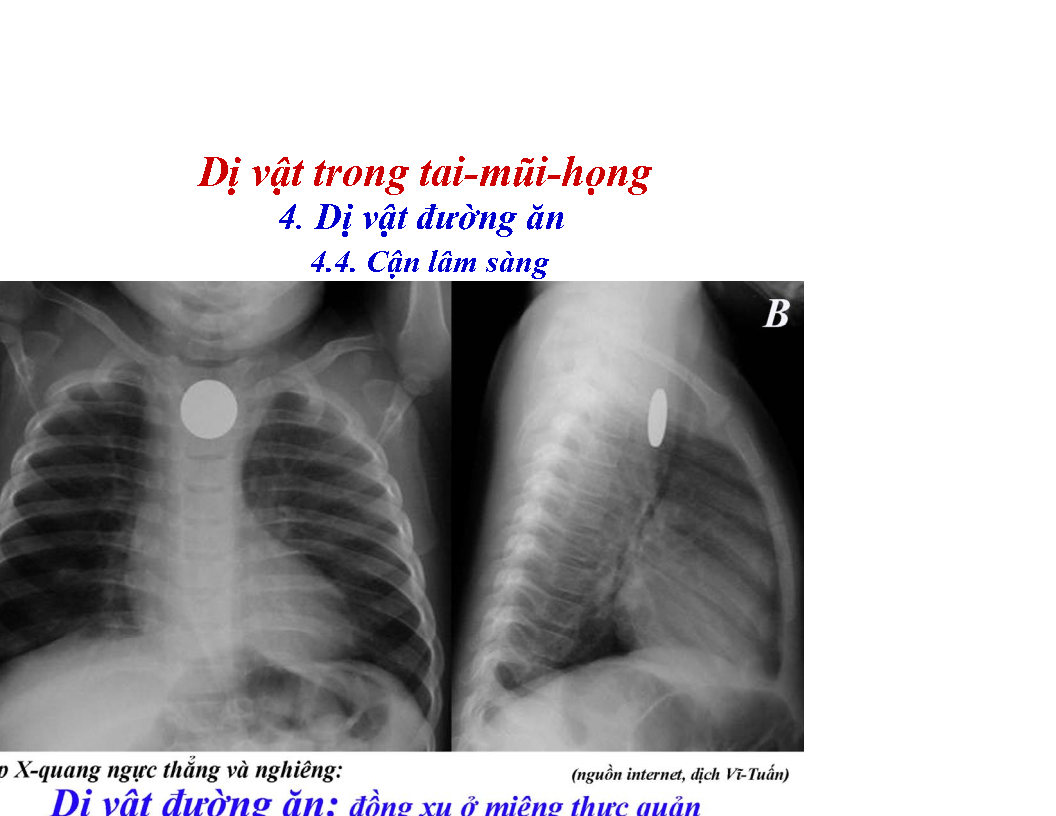 Dị vật trong tai-mũi-họng
4. Dị vật đường ăn
4.4. Cận lâm sàng
B
X-quang ngực thẳng và nghiêng:
(nguồn internet, dịch Vĩ-Tuấn)
Dị vật đường ăn: đồng xu ở miệng thực quản